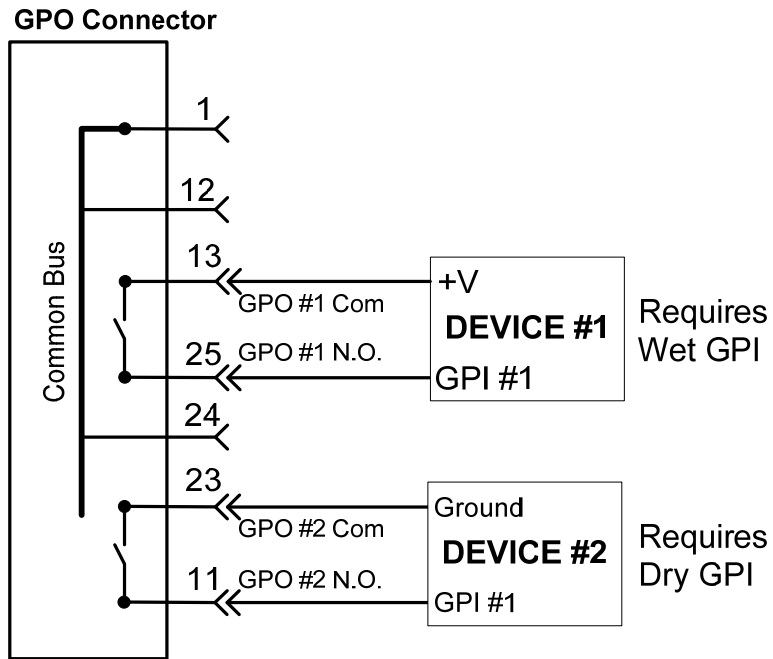 GPO Connector
1
12
Common Bus
13
GPO #1 Com
25
GPO #1 N.O.
+V
DEVICE #1
GPI #1
Requires
Wet GPI
24
23
GPO #2 Com
11
GPO #2 N.O.
Ground
DEVICE #2
GPI #1
Requires
Dry GPI